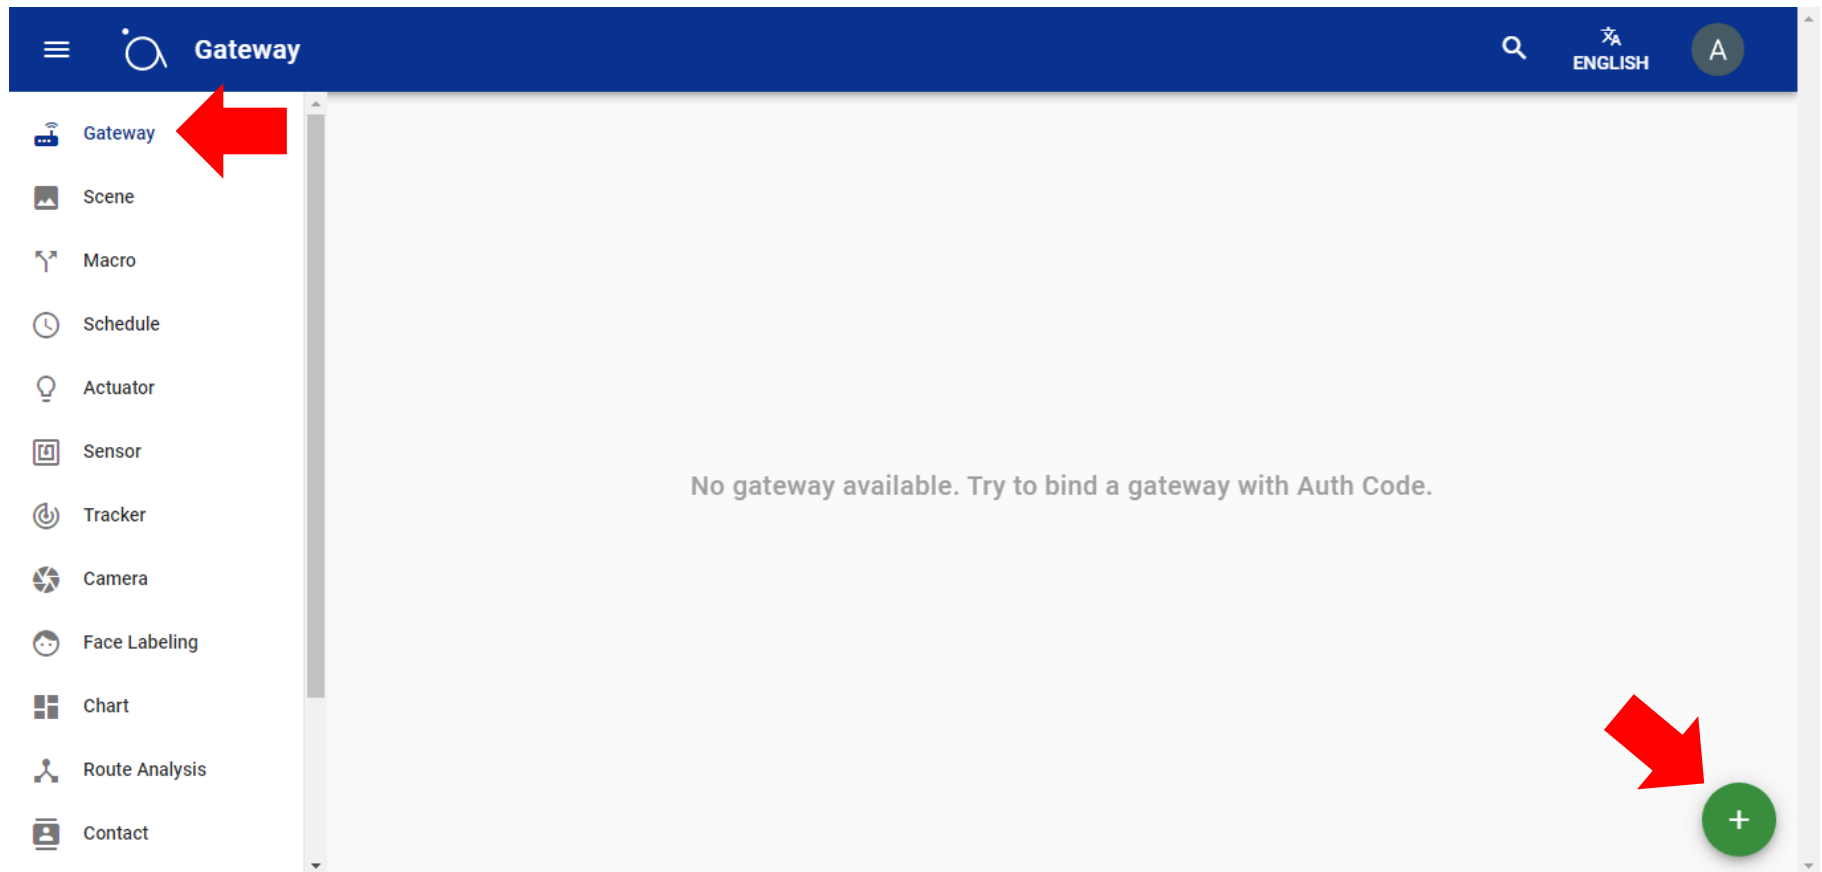 Gateway
ENGLISH
A
Gateway
Scene
Macro
Schedule
Actuator
Sensor
Tracker
Camera
Face Labeling
Chart
Route Analysis
Contact
No gateway available. Try to bind a gateway with Auth Code.
+